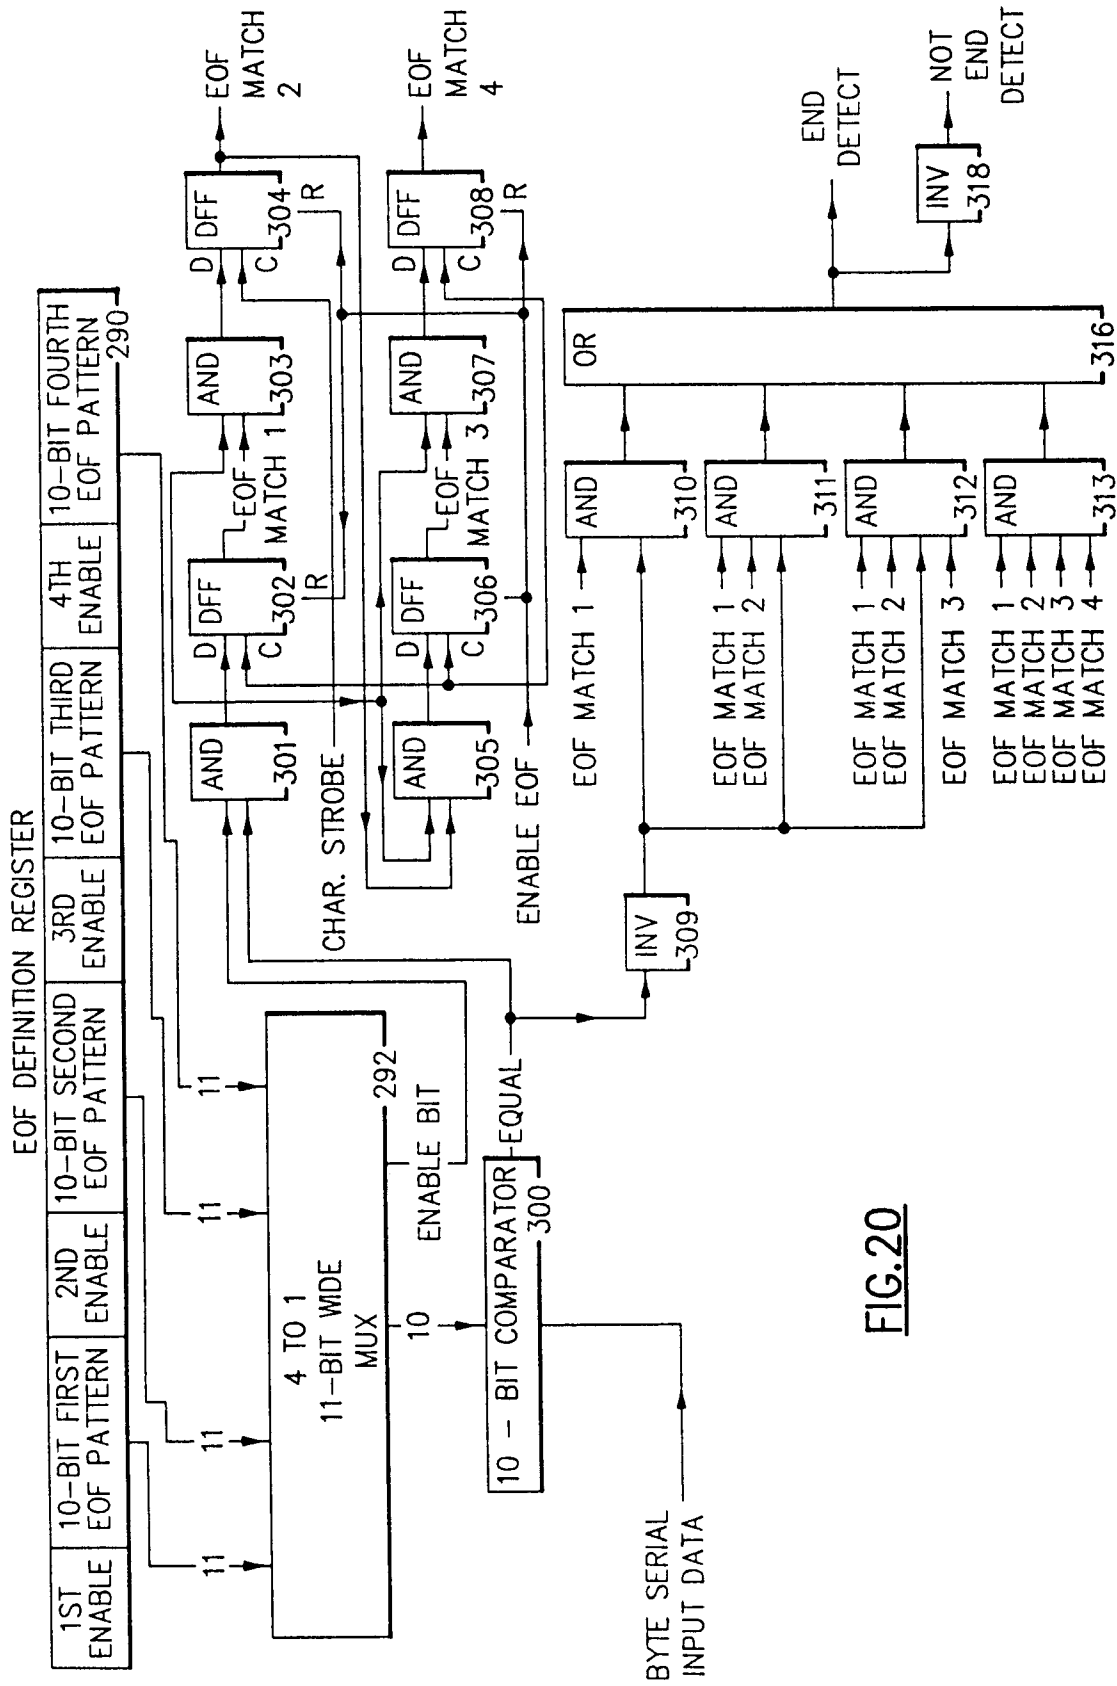 EOF DEFINITION REGISTER
1ST
ENABLE
10-BIT FIRST
EOF PATTERN
2ND
ENABLE
10-BIT SECOND
EOF PATTERN
3RD
ENABLE
10-BIT THIRD
EOF PATTERN
4TH
ENABLE
10-BIT FOURTH
EOF PATTERN
290
11
11
11
11
4 TO 1
11-BIT WIDE
MUX
292
10
ENABLE BIT
10 - BIT COMPARATOR
300
EQUAL
BYTE SERIAL
INPUT DATA
AND
301
D
DFF
C
302
R
EOF
MATCH 1
AND
303
D
DFF
C
304
R
EOF
MATCH
2
CHAR. STROBE
AND
305
D
DFF
C
306
EOF
MATCH 3
AND
307
D
DFF
C
308
R
EOF
MATCH
4
ENABLE EOF
INV
309
EOF MATCH 1
AND
310
EOF MATCH 1
EOF MATCH 2
AND
311
EOF MATCH 1
EOF MATCH 2
EOF MATCH 3
AND
312
EOF MATCH 1
EOF MATCH 2
EOF MATCH 3
EOF MATCH 4
AND
313
OR
316
END
DETECT
INV
318
NOT
END
DETECT
FIG.20